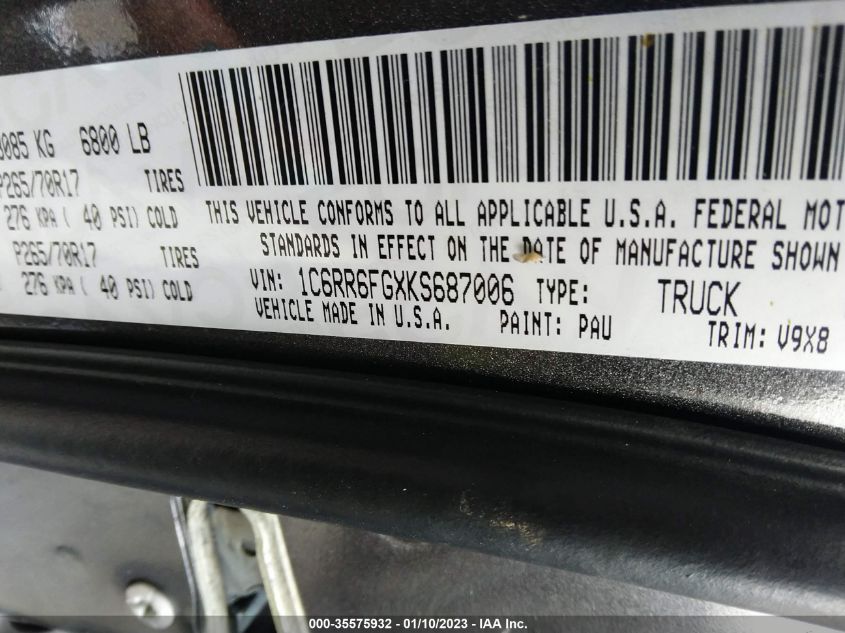 6800 LB
P265/70R17 TIRES
276 KPA ( 40 PSI) COLD
P265/70R17 TIRES
276 KPA ( 40 PSI) COLD
THIS VEHICLE CONFORMS TO ALL APPLICABLE U.S.A. FEDERAL MOT
STANDARDS IN EFFECT ON THE DATE OF MANUFACTURE SHOWN
VIN: 1C6RR6FGXKS687006 TYPE: TRUCK
VEHICLE MADE IN U.S.A. PAINT: PAU TRIM: V9X8
000-35575932 - 01/10/2023 - IAA Inc.